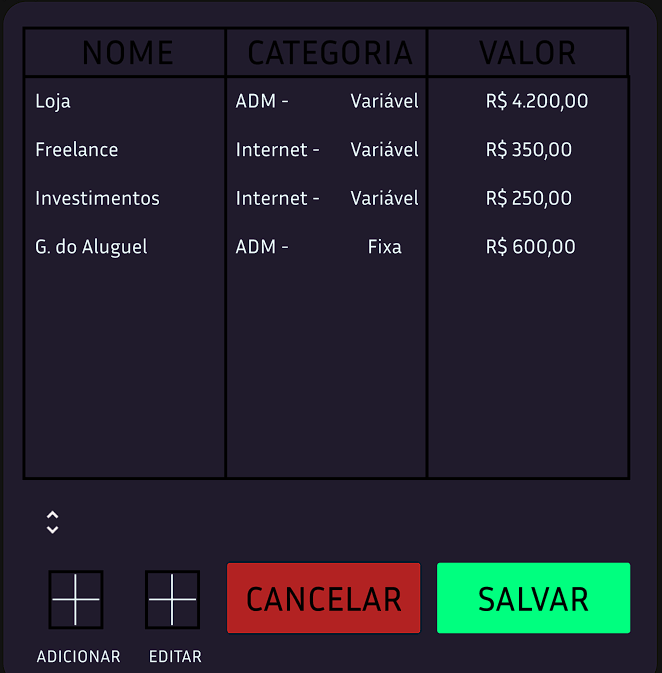 NOME CATEGORIA VALOR
Loja ADM - Variável R$ 4.200,00
Freelance Internet - Variável R$ 350,00
Investimentos Internet - Variável R$ 250,00
G. do Aluguel ADM - Fixa R$ 600,00
CANCELAR SALVAR
ADICIONAR EDITAR